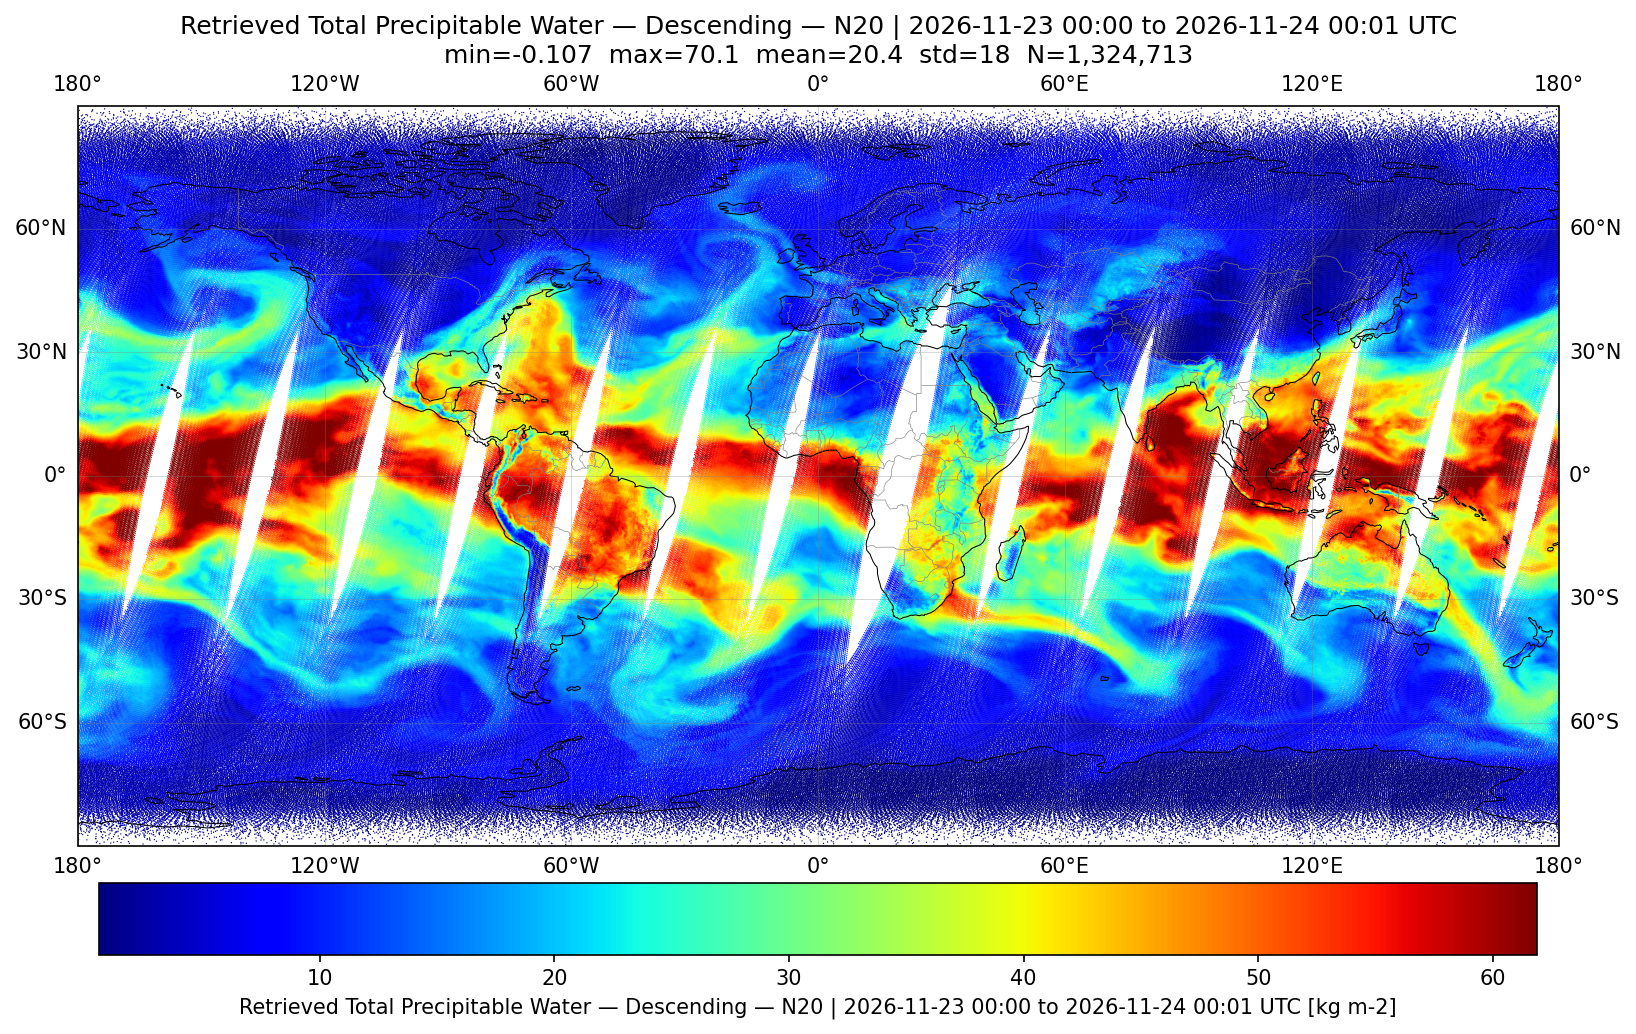 Retrieved Total Precipitable Water — Descending — N20 | 2026-11-23 00:00 to 2026-11-24 00:01 UTC
min=-0.107 max=70.1 mean=20.4 std=18 N=1,324,713
180° 120°W 60°W 0° 60°E 120°E 180°
60°N 60°N
30°N 30°N
0° 0°
30°S 30°S
60°S 60°S
180° 120°W 60°W 0° 60°E 120°E 180°
10 20 30 40 50 60
Retrieved Total Precipitable Water — Descending — N20 | 2026-11-23 00:00 to 2026-11-24 00:01 UTC [kg m-2]